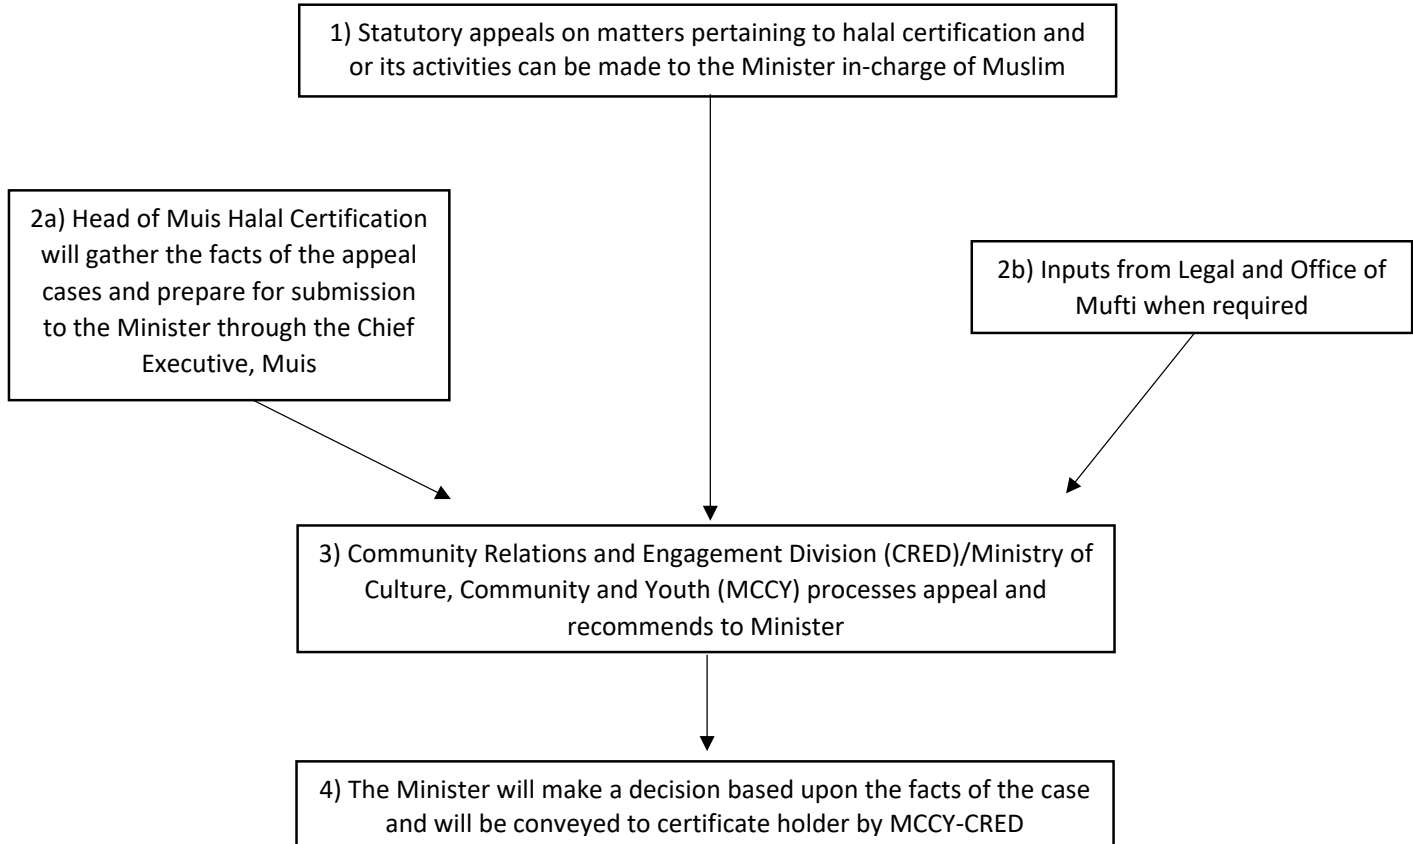 1) Statutory appeals on matters pertaining to halal certification and
or its activities can be made to the Minister in-charge of Muslim
2a) Head of Muis Halal Certification
will gather the facts of the appeal
cases and prepare for submission
to the Minister through the Chief
Executive, Muis
2b) Inputs from Legal and Office of
Mufti when required
3) Community Relations and Engagement Division (CRED)/Ministry of
Culture, Community and Youth (MCCY) processes appeal and
recommends to Minister
4) The Minister will make a decision based upon the facts of the case
and will be conveyed to certificate holder by MCCY-CRED